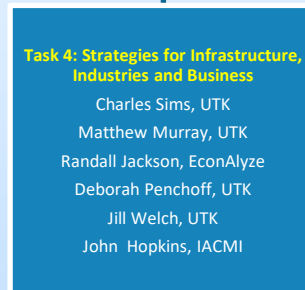 Task 4: Strategies for Infrastructure,
Industries and Business
Charles Sims, UTK
Matthew Murray, UTK
Randall Jackson, EconAlyze
Deborah Penchoff, UTK
Jill Welch, UTK
John Hopkins, IACMI